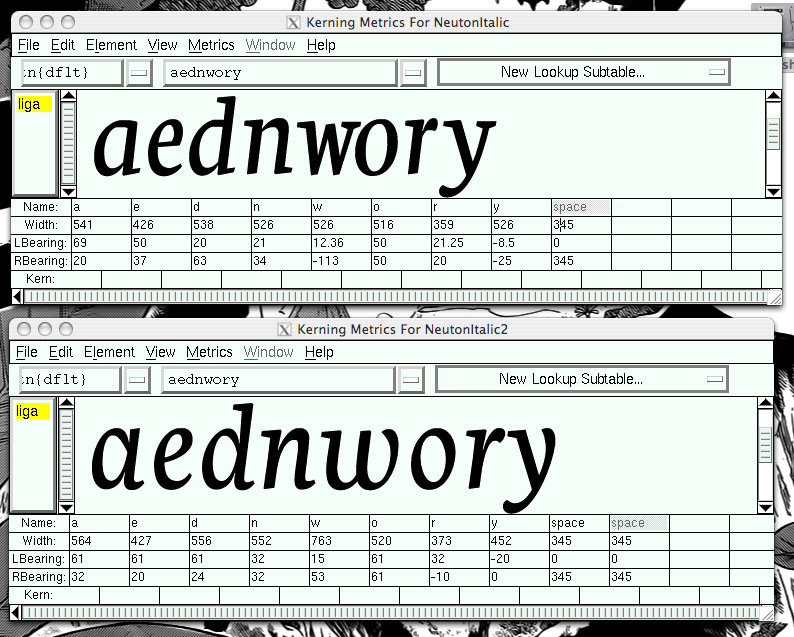 Kerning Metrics For NeutonItalic
File Edit Element View Metrics Window Help
:n{dflt} aednwory New Lookup Subtable...
liga
aednwory
Name: a e d n w o r y space
Width: 541 426 538 526 526 516 359 526 345
LBearing: 69 50 20 21 12.36 50 21.25 -8.5 0
RBearing: 20 37 63 34 -113 50 20 -25 345
Kern:
Kerning Metrics For NeutonItalic2
File Edit Element View Metrics Window Help
:n{dflt} aednwory New Lookup Subtable...
liga
aednwory
Name: a e d n w o r y space space
Width: 564 427 556 552 763 520 373 452 345 345
LBearing: 61 61 61 32 15 61 32 -20 0 0
RBearing: 32 20 24 32 53 61 -10 0 345 345
Kern: